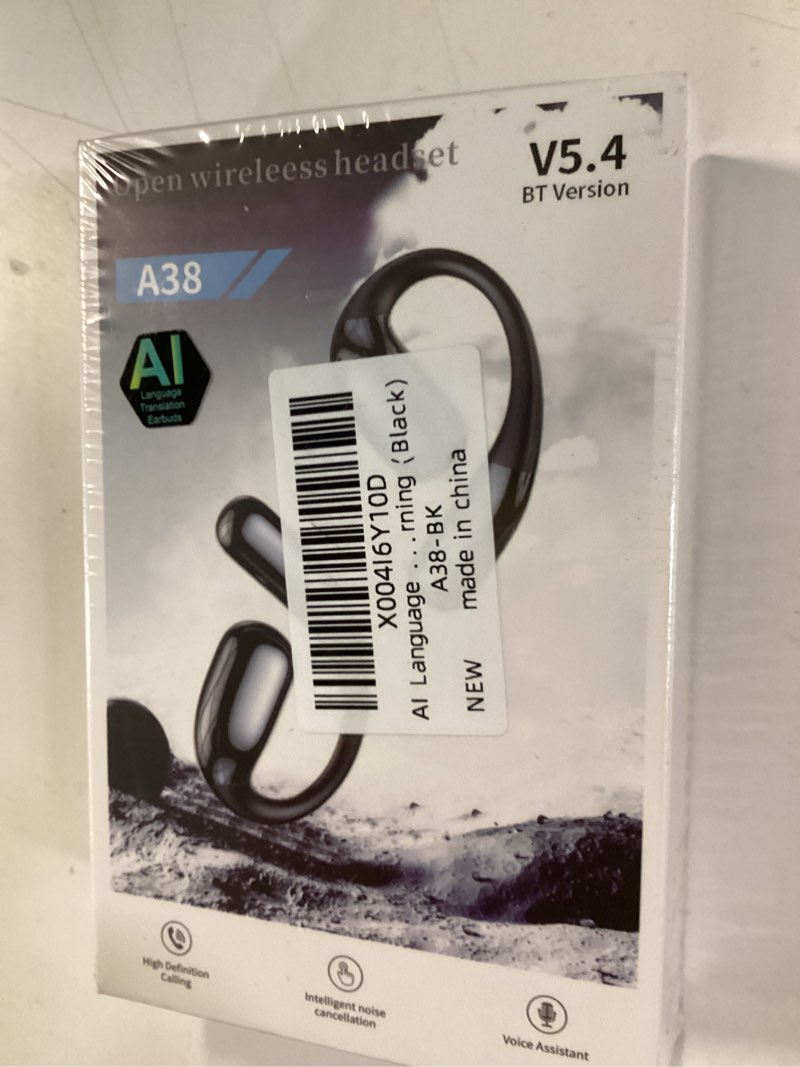 Open wireleess headset
V5.4
BT Version
A38
AI
Language
Translation
Earbuds
X004I6Y10D
AI Language ...rning (Black)
A38-BK
NEW made in china
High Definition
Calling
Intelligent noise
cancellation
Voice Assistant